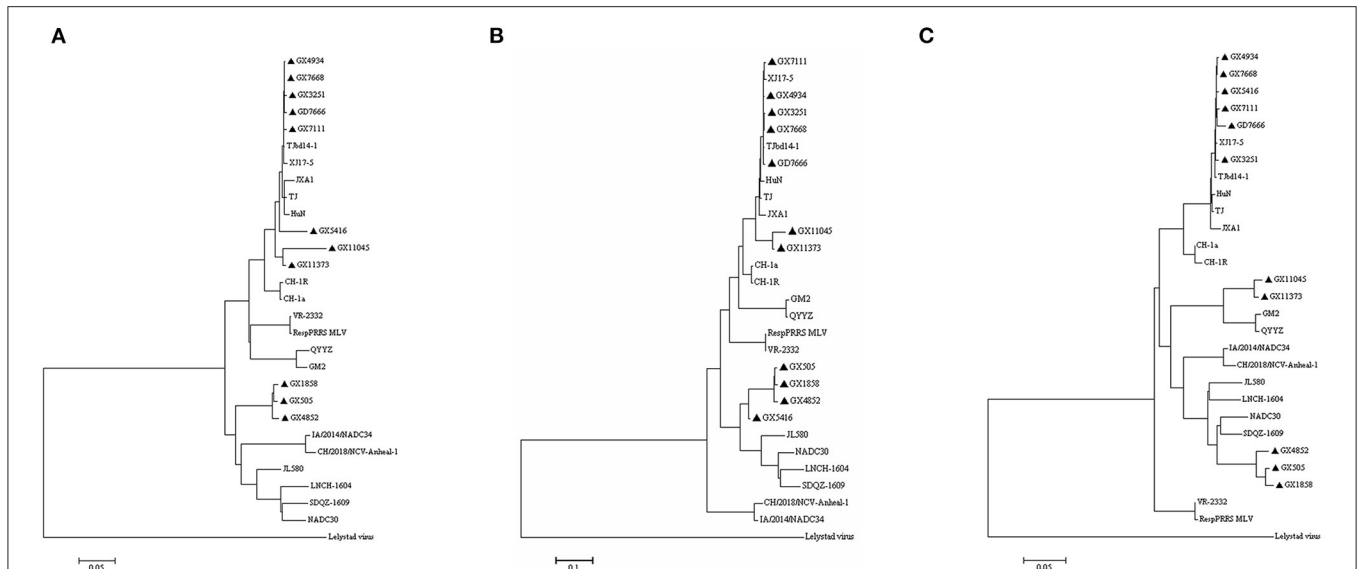 A
▲GX4934
▲GX7668
▲GX3251
▲GD7666
▲GX7111
TJbd14-1
XJ17-5
JXA1
TJ
HuN
▲GX5416
▲GX11045
▲GX11373
CH-1R
CH-1a
VR-2332
RespPRRS MLV
QYYZ
GM2
▲GX1858
▲GX505
▲GX4852
IA/2014/NADC34
CH/2018/NCV-Anheal-1
JL580
LNCH-1604
SDQZ-1609
NADC30
Lelystad virus
0.05
B
▲GX7111
XJ17-5
▲GX4934
▲GX3251
▲GX7668
TJbd14-1
▲GD7666
HuN
TJ
JXA1
▲GX11045
▲GX11373
CH-1a
CH-1R
GM2
QYYZ
RespPRRS MLV
VR-2332
▲GX505
▲GX1858
▲GX4852
▲GX5416
JL580
NADC30
LNCH-1604
SDQZ-1609
CH/2018/NCV-Anheal-1
IA/2014/NADC34
Lelystad virus
0.1
C
▲GX4934
▲GX7668
▲GX5416
▲GX7111
▲GD7666
XJ17-5
▲GX3251
TJbd14-1
HuN
TJ
JXA1
CH-1a
CH-1R
▲GX11045
▲GX11373
GM2
QYYZ
IA/2014/NADC34
CH/2018/NCV-Anheal-1
JL580
LNCH-1604
NADC30
SDQZ-1609
▲GX4852
▲GX505
▲GX1858
VR-2332
RespPRRS MLV
Lelystad virus
0.05